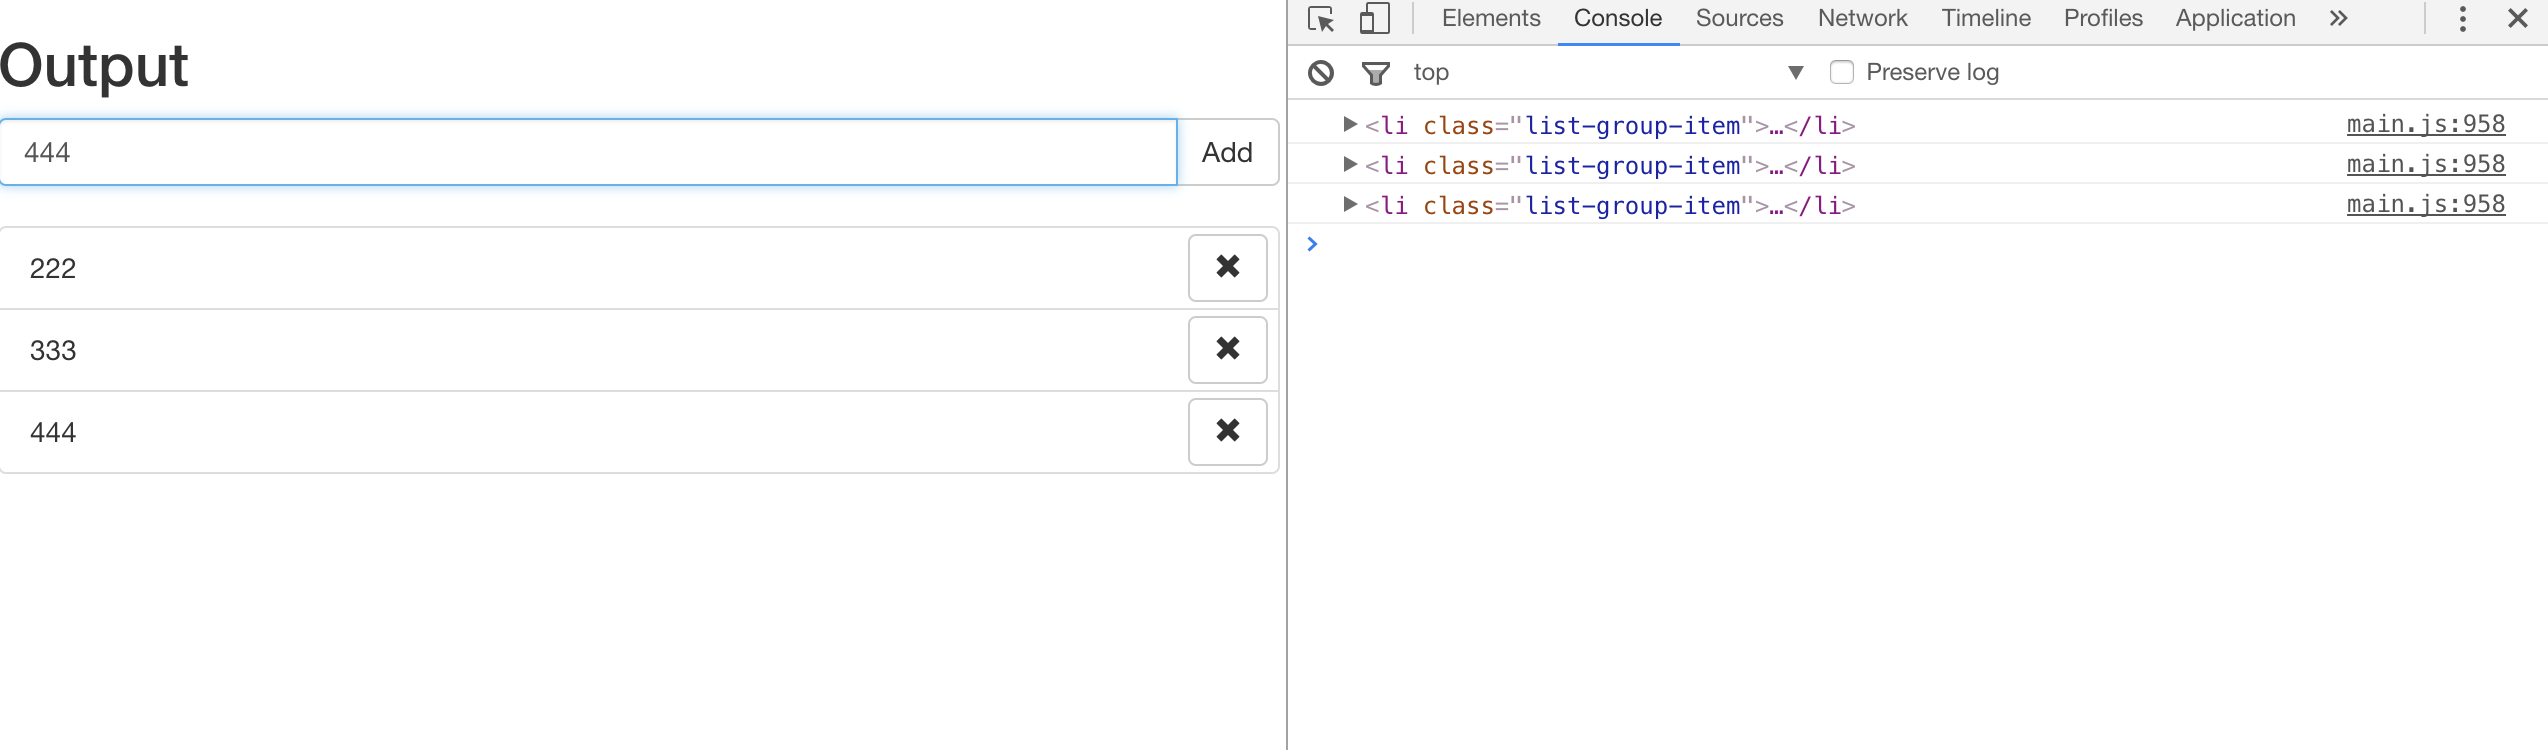 Output
444 Add
222
333
444
Elements Console Sources Network Timeline Profiles Application
top Preserve log
<li class="list-group-item">…</li> main.js:958
<li class="list-group-item">…</li> main.js:958
<li class="list-group-item">…</li> main.js:958